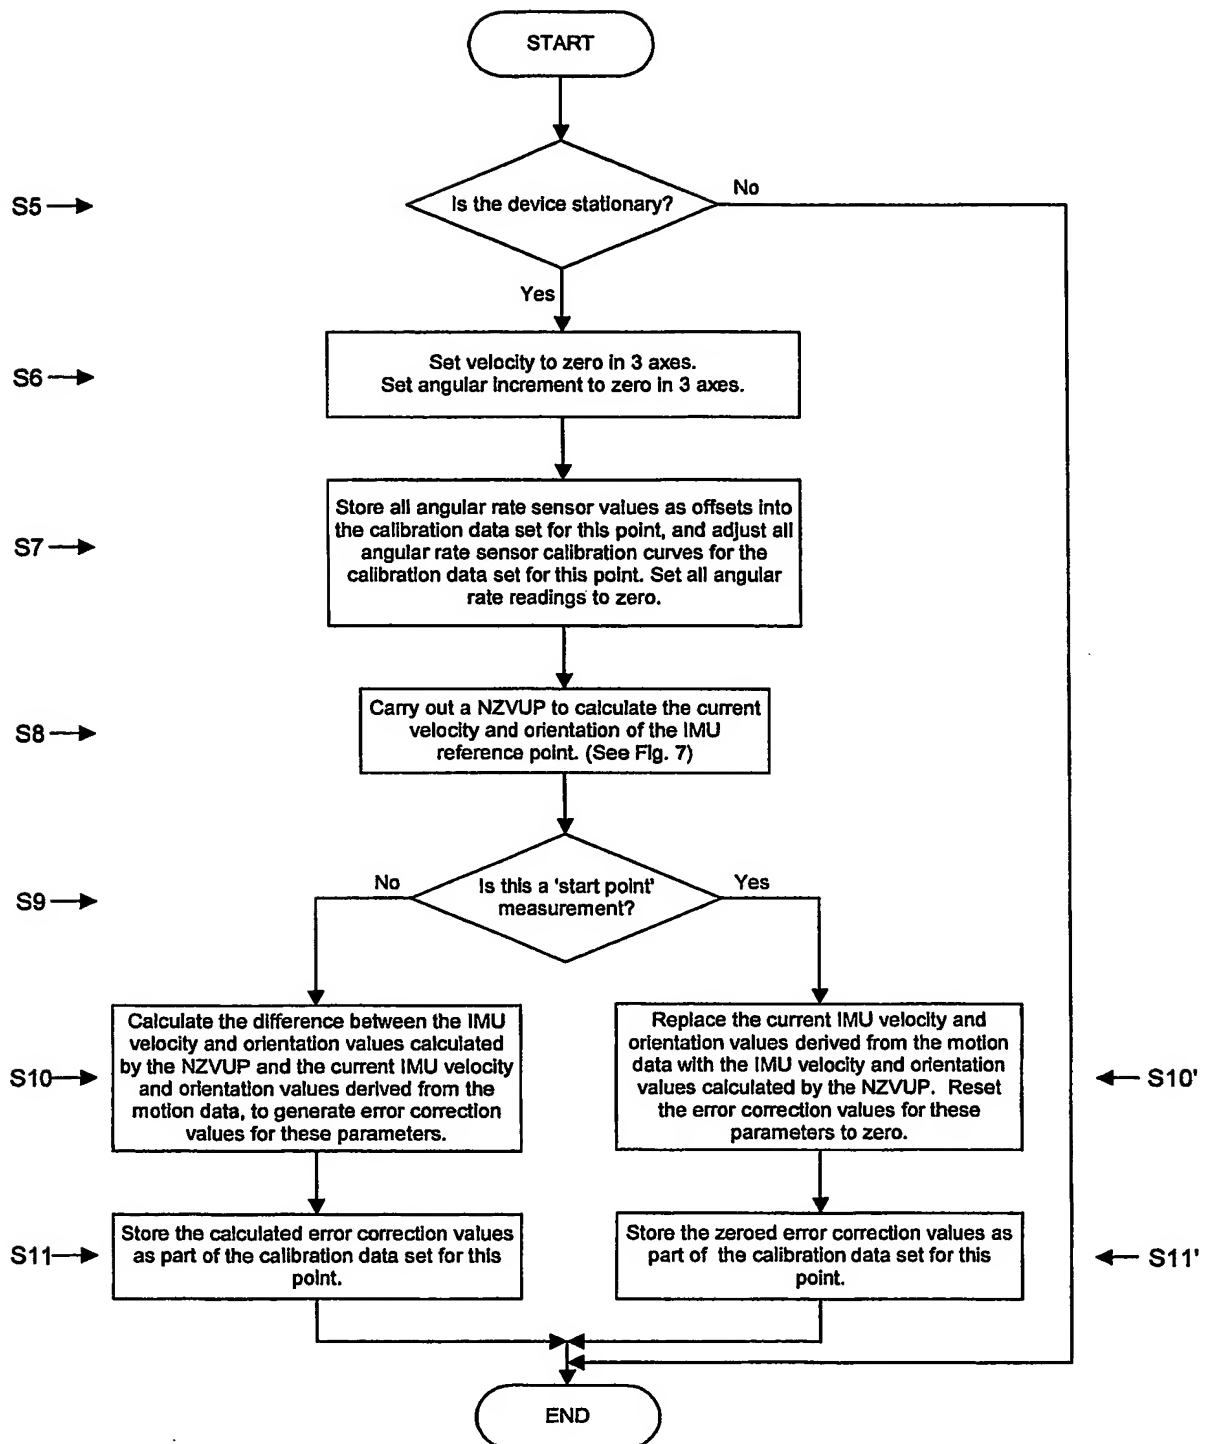 START
S5
Is the device stationary?
No
Yes
S6
Set velocity to zero in 3 axes.
Set angular increment to zero in 3 axes.
S7
Store all angular rate sensor values as offsets into
the calibration data set for this point, and adjust all
angular rate sensor calibration curves for the
calibration data set for this point. Set all angular
rate readings to zero.
S8
Carry out a NZVUP to calculate the current
velocity and orientation of the IMU
reference point. (See Fig. 7)
S9
No
Is this a 'start point'
measurement?
Yes
S10
Calculate the difference between the IMU
velocity and orientation values calculated
by the NZVUP and the current IMU velocity
and orientation values derived from the
motion data, to generate error correction
values for these parameters.
Replace the current IMU velocity and
orientation values derived from the motion
data with the IMU velocity and orientation
values calculated by the NZVUP. Reset
the error correction values for these
parameters to zero.
S10'
S11
Store the calculated error correction values
as part of the calibration data set for this
point.
Store the zeroed error correction values as
part of the calibration data set for this
point.
S11'
END